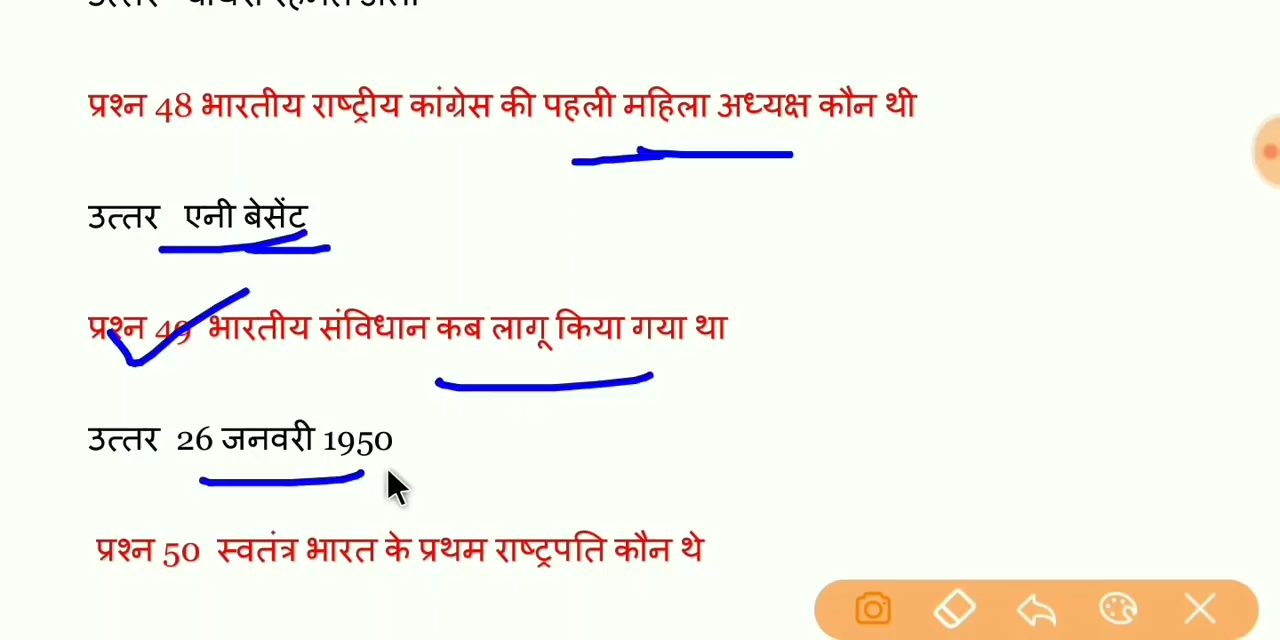 प्रश्न 48 भारतीय राष्ट्रीय कांग्रेस की पहली महिला अध्यक्ष कौन थी
उत्तर एनी बेसेंट
प्रश्न 49 भारतीय संविधान कब लागू किया गया था
उत्तर 26 जनवरी 1950
प्रश्न 50 स्वतंत्र भारत के प्रथम राष्ट्रपति कौन थे